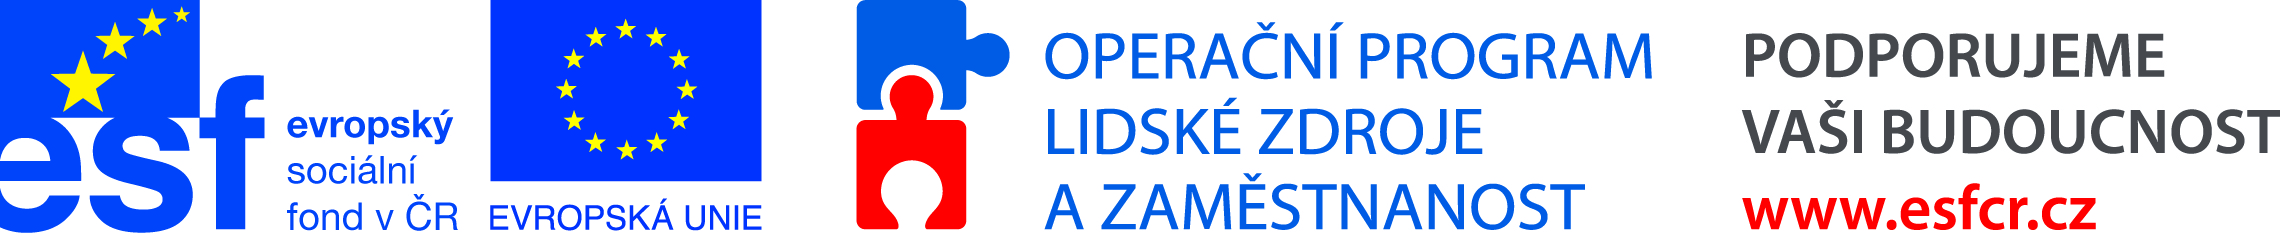 esf
evropský
sociální
fond v ČR
EVROPSKÁ UNIE
OPERAČNÍ PROGRAM
LIDSKÉ ZDROJE
A ZAMĚSTNANOST
PODPORUJEME
VAŠI BUDOUCNOST
www.esfcr.cz